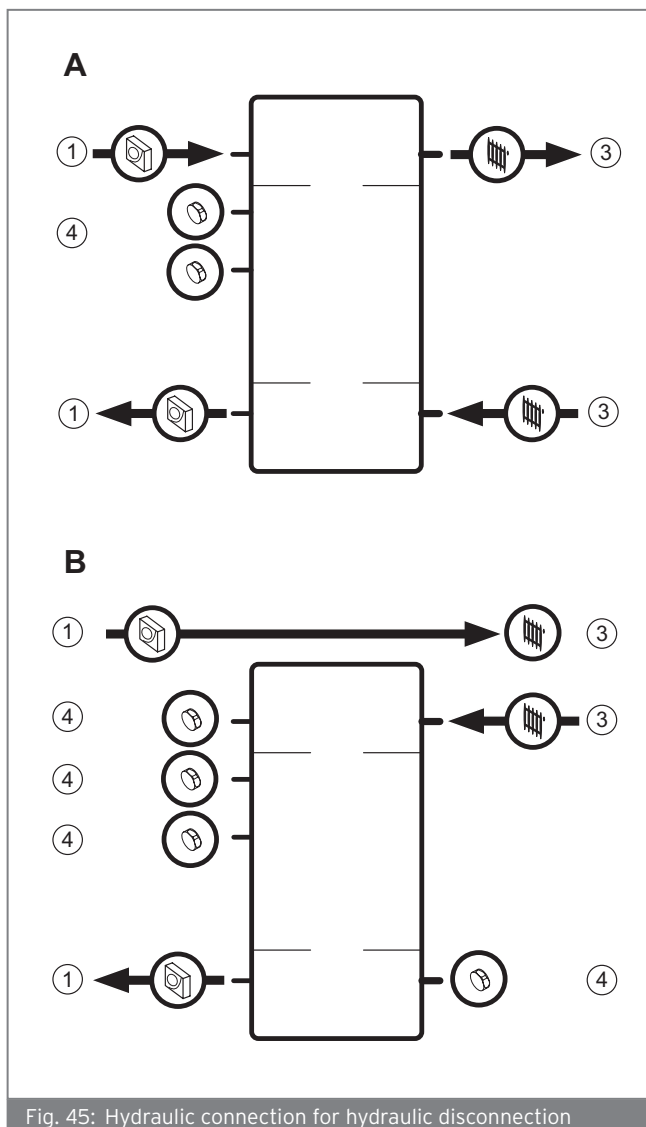 A
① ③
④
① ③
B
① ③
④ ③
④
④
① ④
Fig. 45: Hydraulic connection for hydraulic disconnection